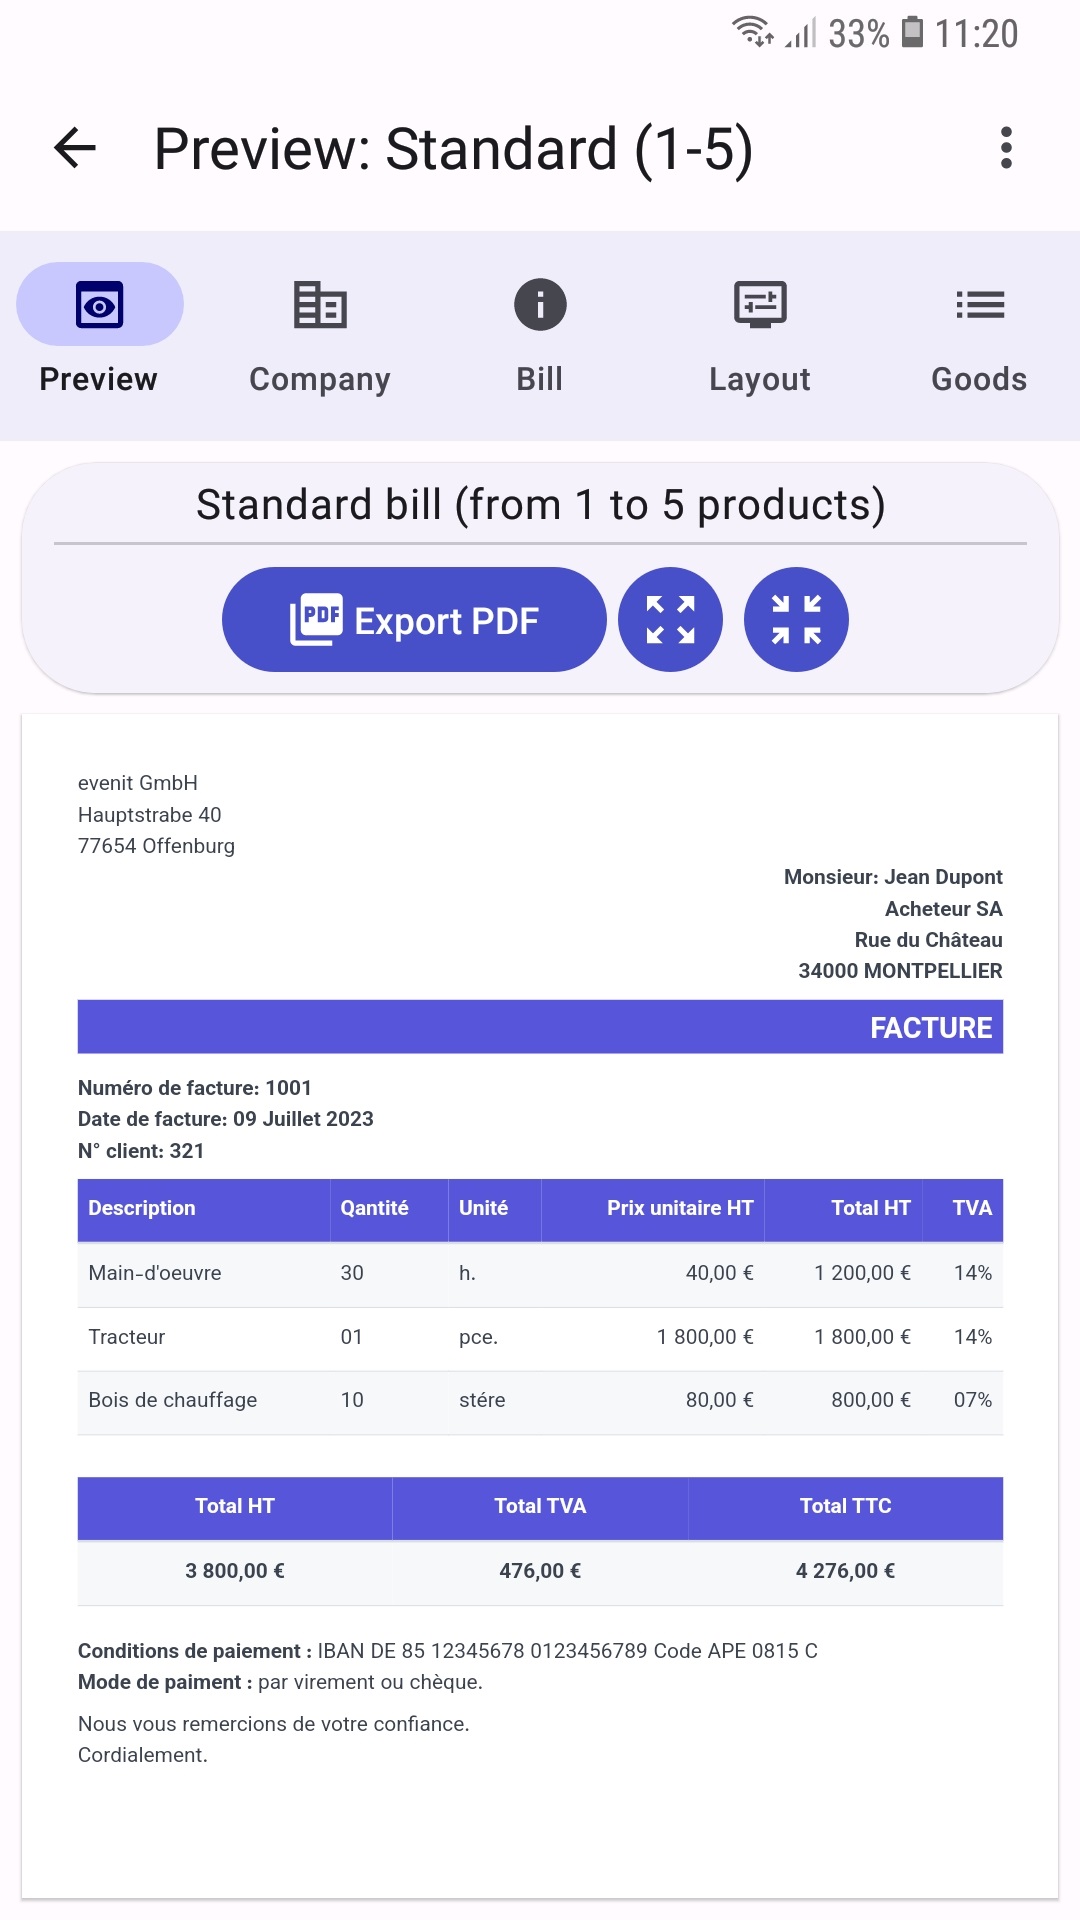 33% 11:20
Preview: Standard (1-5)
Preview Company Bill Layout Goods
Standard bill (from 1 to 5 products)
PDF Export PDF
evenit GmbH
Hauptstrabe 40
77654 Offenburg
Monsieur: Jean Dupont
Acheteur SA
Rue du Château
34000 MONTPELLIER
FACTURE
Numéro de facture: 1001
Date de facture: 09 Juillet 2023
N° client: 321
Description Qantité Unité Prix unitaire HT Total HT TVA
Main-d'oeuvre 30 h. 40,00 € 1 200,00 € 14%
Tracteur 01 pce. 1 800,00 € 1 800,00 € 14%
Bois de chauffage 10 stére 80,00 € 800,00 € 07%
Total HT Total TVA Total TTC
3 800,00 € 476,00 € 4 276,00 €
Conditions de paiement : IBAN DE 85 12345678 0123456789 Code APE 0815 C
Mode de paiment : par virement ou chèque.
Nous vous remercions de votre confiance.
Cordialement.